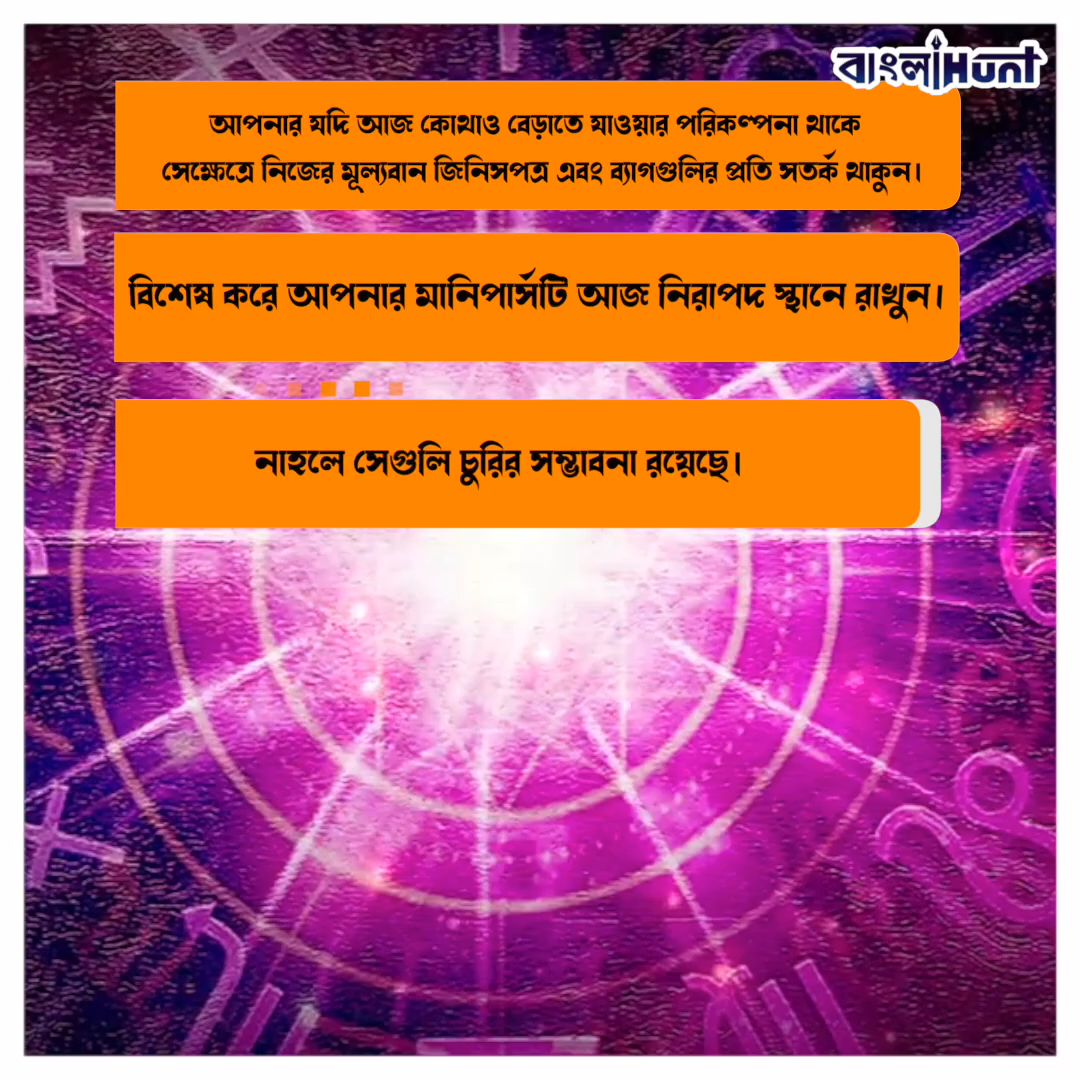 বাংলাHunt
আপনার যদি আজ কোথাও বেড়াতে যাওয়ার পরিকল্পনা থাকে
সেক্ষেত্রে নিজের মূল্যবান জিনিসপত্র এবং ব্যাগগুলির প্রতি সতর্ক থাকুন।
বিশেষ করে আপনার মানিপার্সটি আজ নিরাপদ স্থানে রাখুন।
নাহলে সেগুলি চুরির সম্ভাবনা রয়েছে।